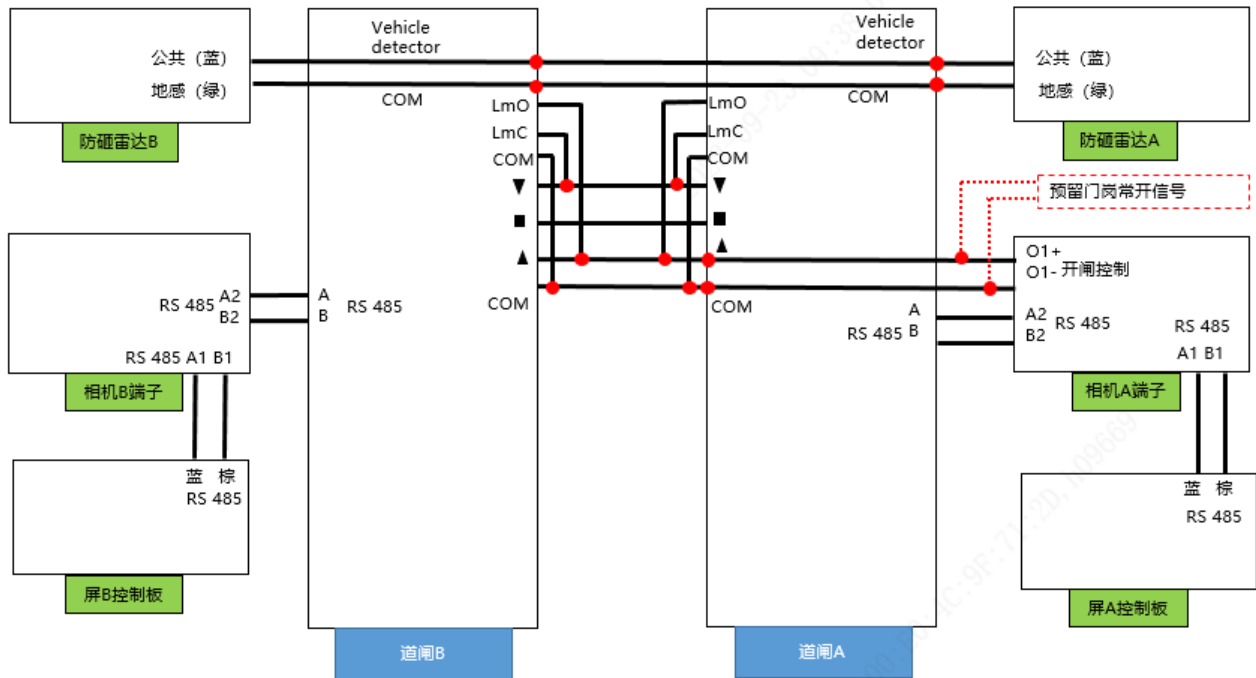 公共（蓝）
地感（绿）
防砸雷达B
Vehicle
detector
COM
LmO
LmC
COM
▼
■
▲
COM
Vehicle
detector
COM
LmO
LmC
COM
▼
■
▲
COM
公共（蓝）
地感（绿）
防砸雷达A
预留门岗常开信号
O1+
O1- 开闸控制
A2
B2
RS 485
RS 485
A1 B1
相机A端子
A
B
RS 485
RS 485
A2
B2
RS 485 A1 B1
相机B端子
A
B
RS 485
蓝 棕
RS 485
屏B控制板
道闸B
道闸A
蓝 棕
RS 485
屏A控制板